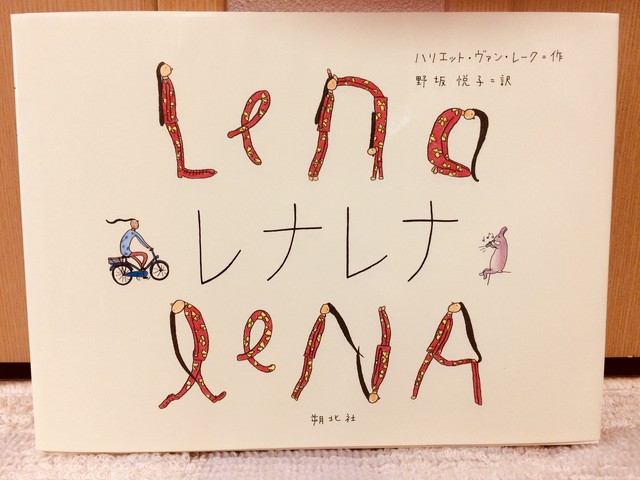 ハリエット・ヴァン・レーク=作
野坂悦子=訳
Lena
レナレナ
leNA
朔北社